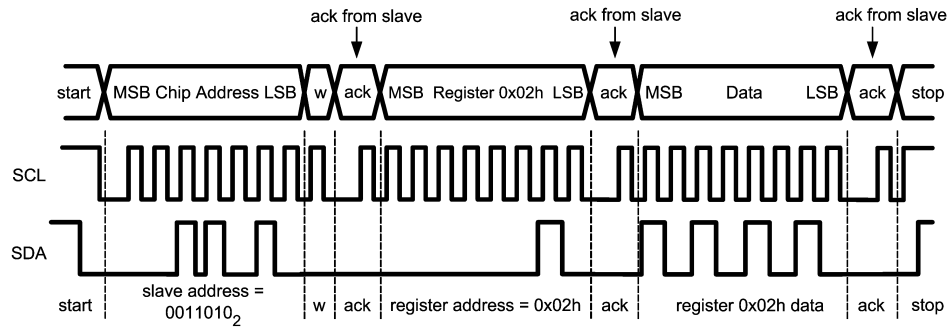 ack from slave ack from slave ack from slave
start MSB Chip Address LSB w ack MSB Register 0x02h LSB ack MSB Data LSB ack stop
SCL
SDA
start slave address = w ack register address = 0x02h ack register 0x02h data ack stop
0011010₂